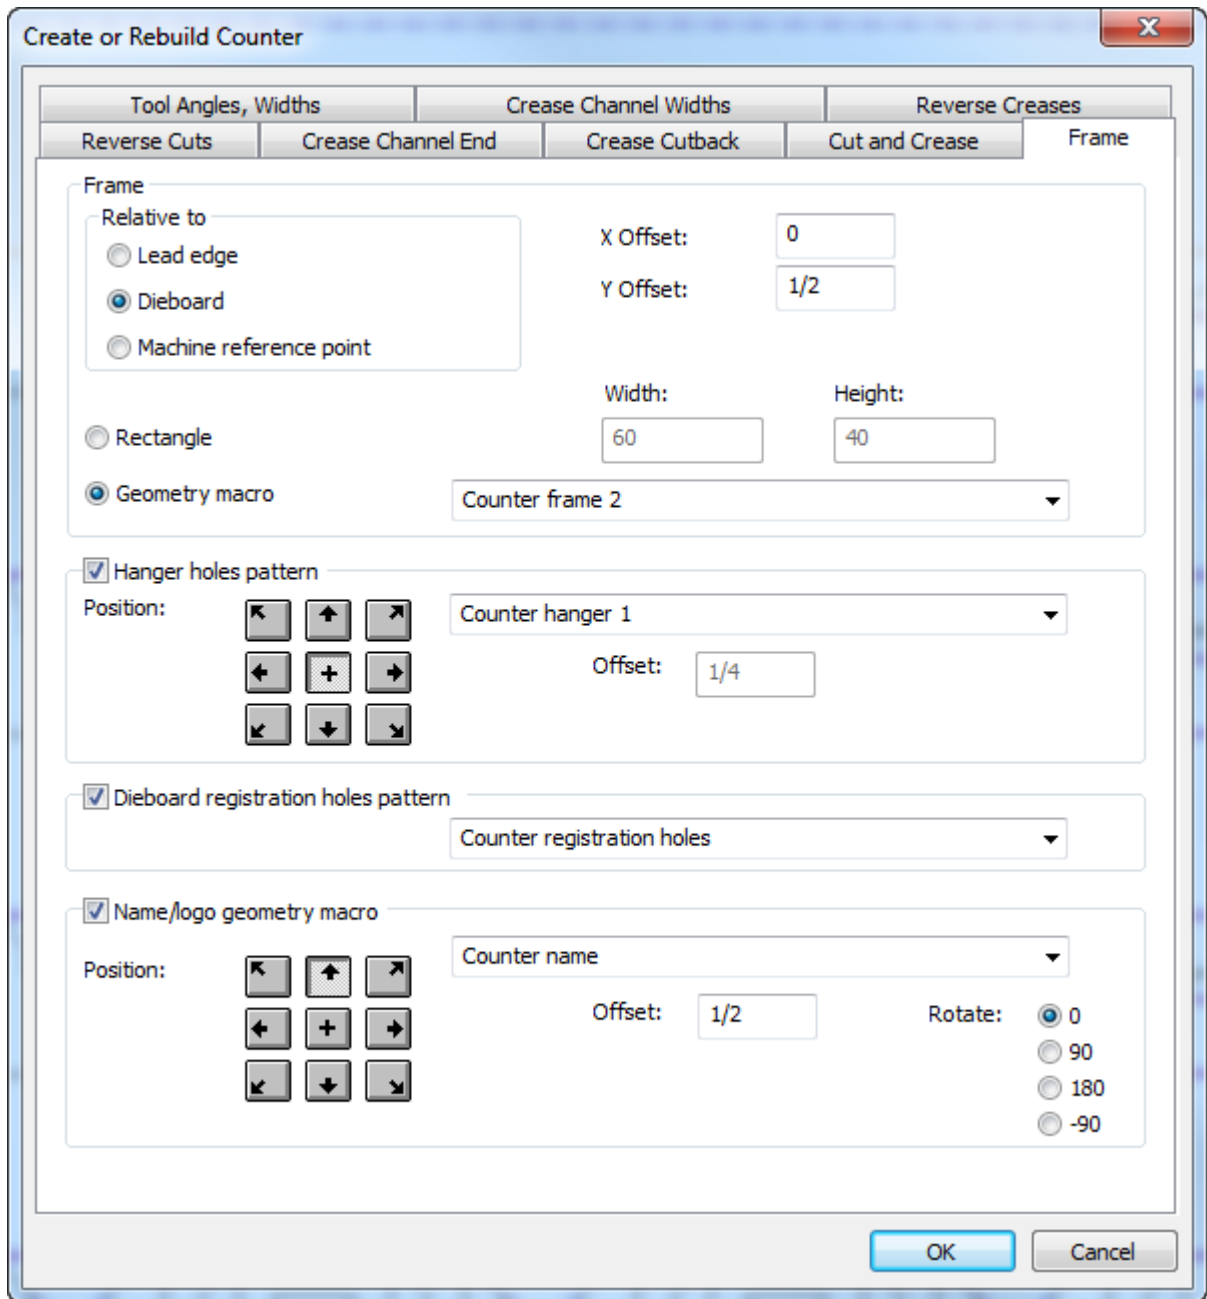 Create or Rebuild Counter
Tool Angles, Widths
Crease Channel Widths
Reverse Creases
Reverse Cuts
Crease Channel End
Crease Cutback
Cut and Crease
Frame
Frame
Relative to
Lead edge
Dieboard
Machine reference point
X Offset:
0
Y Offset:
1/2
Width:
Height:
Rectangle
60
40
Geometry macro
Counter frame 2
Hanger holes pattern
Position:
Counter hanger 1
Offset:
1/4
Dieboard registration holes pattern
Counter registration holes
Name/logo geometry macro
Position:
Counter name
Offset:
1/2
Rotate:
0
90
180
-90
OK
Cancel